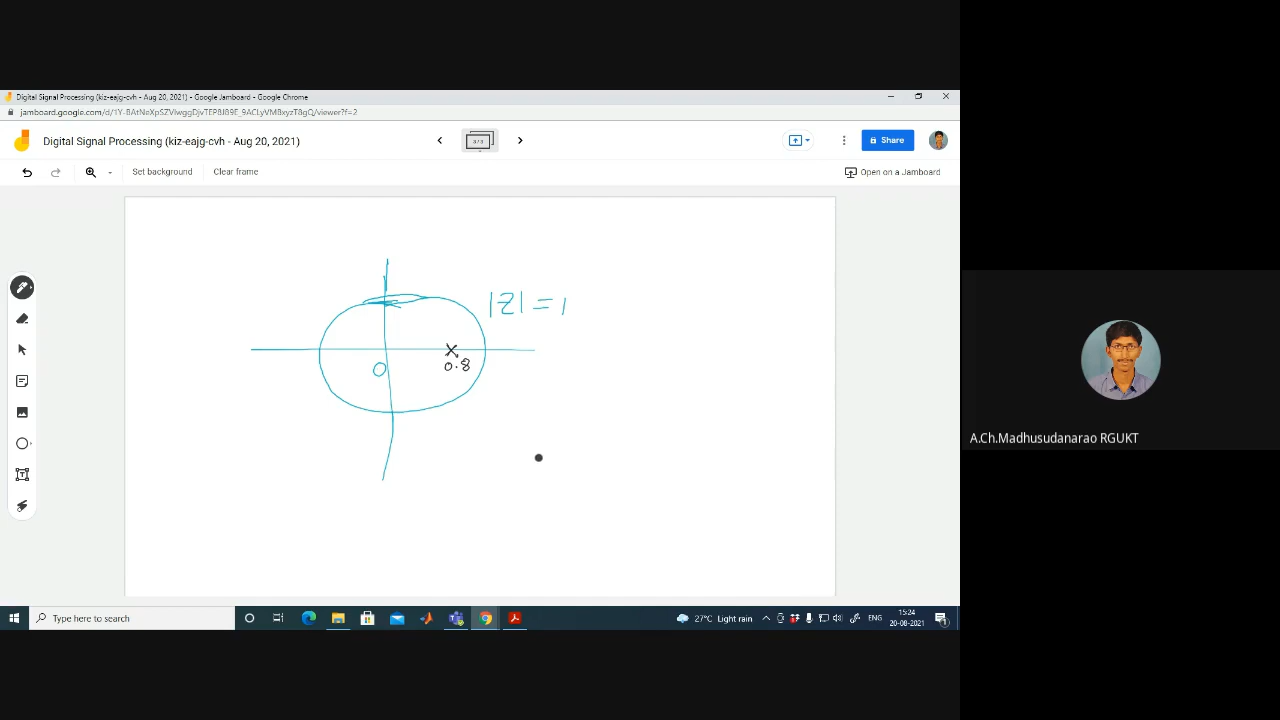 Digital Signal Processing (kiz-eajg-cvh - Aug 20, 2021) - Google Jamboard - Google Chrome
Digital Signal Processing (kiz-eajg-cvh - Aug 20, 2021)
Share
Set background
Clear frame
Open on a Jamboard
|Z| = 1
0
0.8
A.Ch.Madhusudanarao RGUKT
Type here to search
27°C Light rain
ENG
15:24
20-08-2021